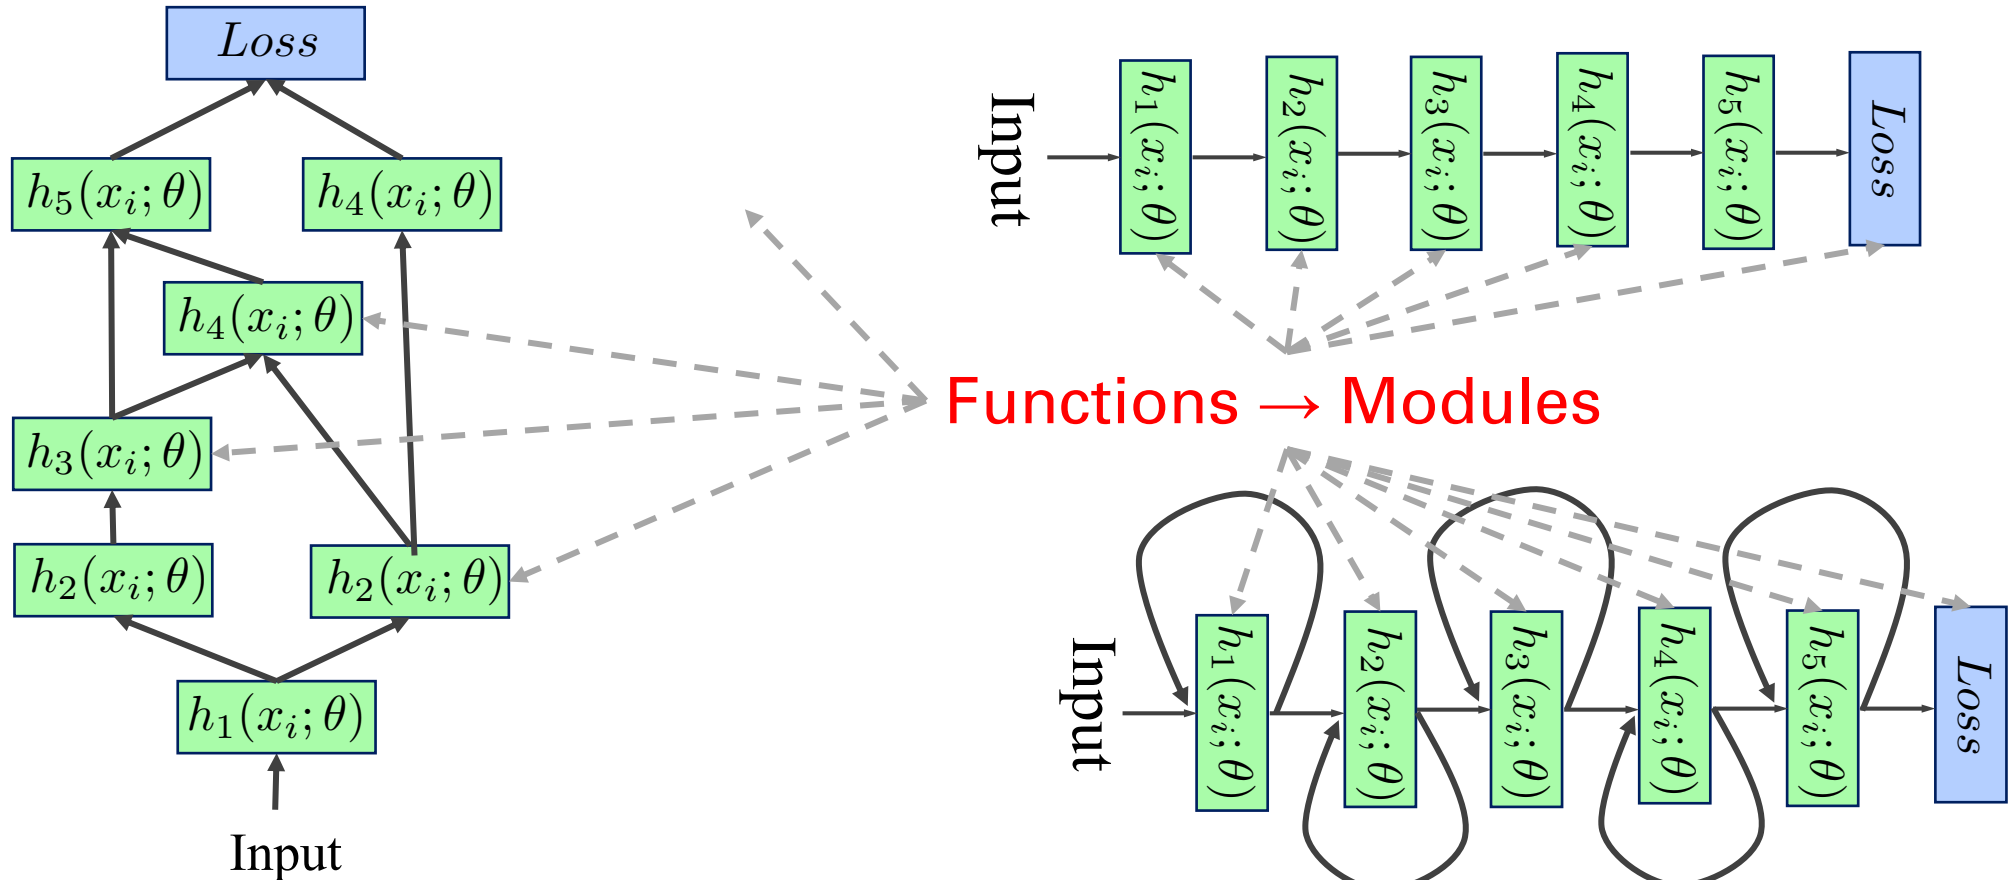 Loss
h₅(xᵢ; θ)
h₄(xᵢ; θ)
h₄(xᵢ; θ)
h₃(xᵢ; θ)
h₂(xᵢ; θ)
h₂(xᵢ; θ)
h₁(xᵢ; θ)
Input
Input
h₁(xᵢ; θ)
h₂(xᵢ; θ)
h₃(xᵢ; θ)
h₄(xᵢ; θ)
h₅(xᵢ; θ)
Loss
Functions → Modules
Input
h₁(xᵢ; θ)
h₂(xᵢ; θ)
h₃(xᵢ; θ)
h₄(xᵢ; θ)
h₅(xᵢ; θ)
Loss